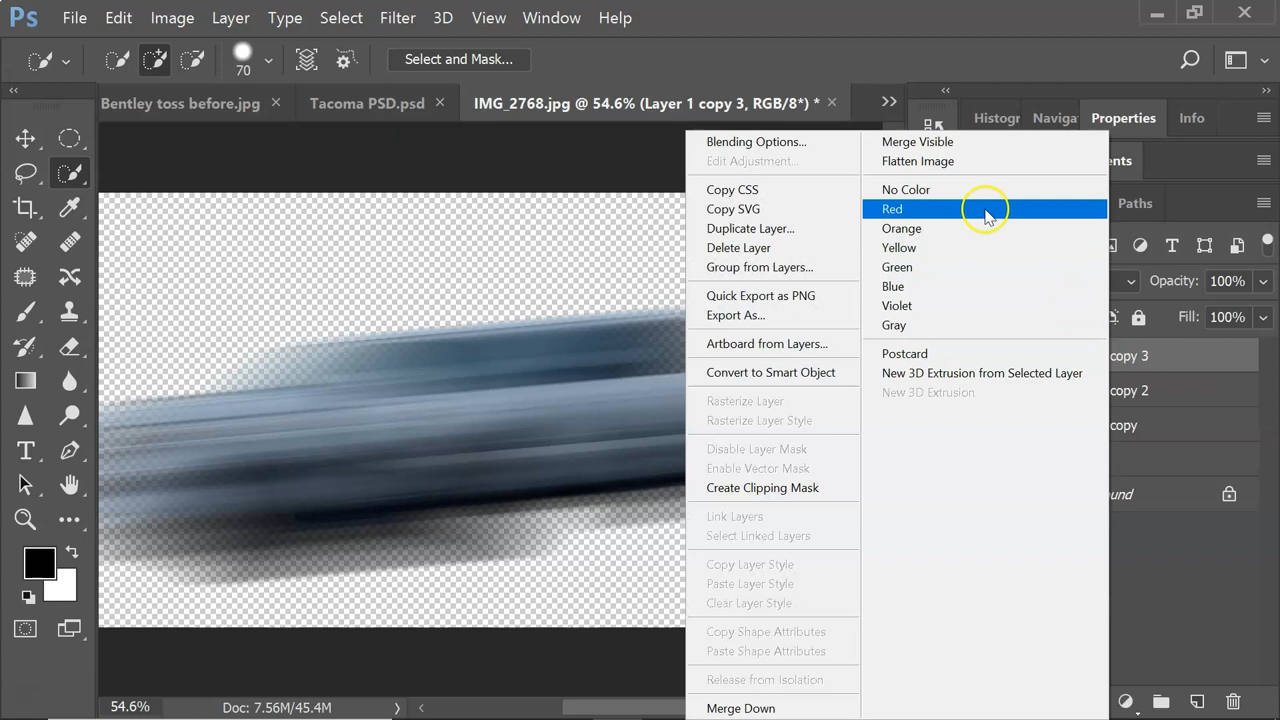 Ps File Edit Image Layer Type Select Filter 3D View Window Help
70 Select and Mask...
Bentley toss before.jpg × Tacoma PSD.psd × IMG_2768.jpg @ 54.6% (Layer 1 copy 3, RGB/8*) * ×
Histogr Naviga Properties Info
ents
Paths
Opacity: 100%
Fill: 100%
copy 3
copy 2
copy
ound
Blending Options...
Edit Adjustment...
Copy CSS
Copy SVG
Duplicate Layer...
Delete Layer
Group from Layers...
Quick Export as PNG
Export As...
Artboard from Layers...
Convert to Smart Object
Rasterize Layer
Rasterize Layer Style
Disable Layer Mask
Enable Vector Mask
Create Clipping Mask
Link Layers
Select Linked Layers
Copy Layer Style
Paste Layer Style
Clear Layer Style
Copy Shape Attributes
Paste Shape Attributes
Release from Isolation
Merge Down
Merge Visible
Flatten Image
No Color
Red
Orange
Yellow
Green
Blue
Violet
Gray
Postcard
New 3D Extrusion from Selected Layer
New 3D Extrusion
54.6% Doc: 7.56M/45.4M